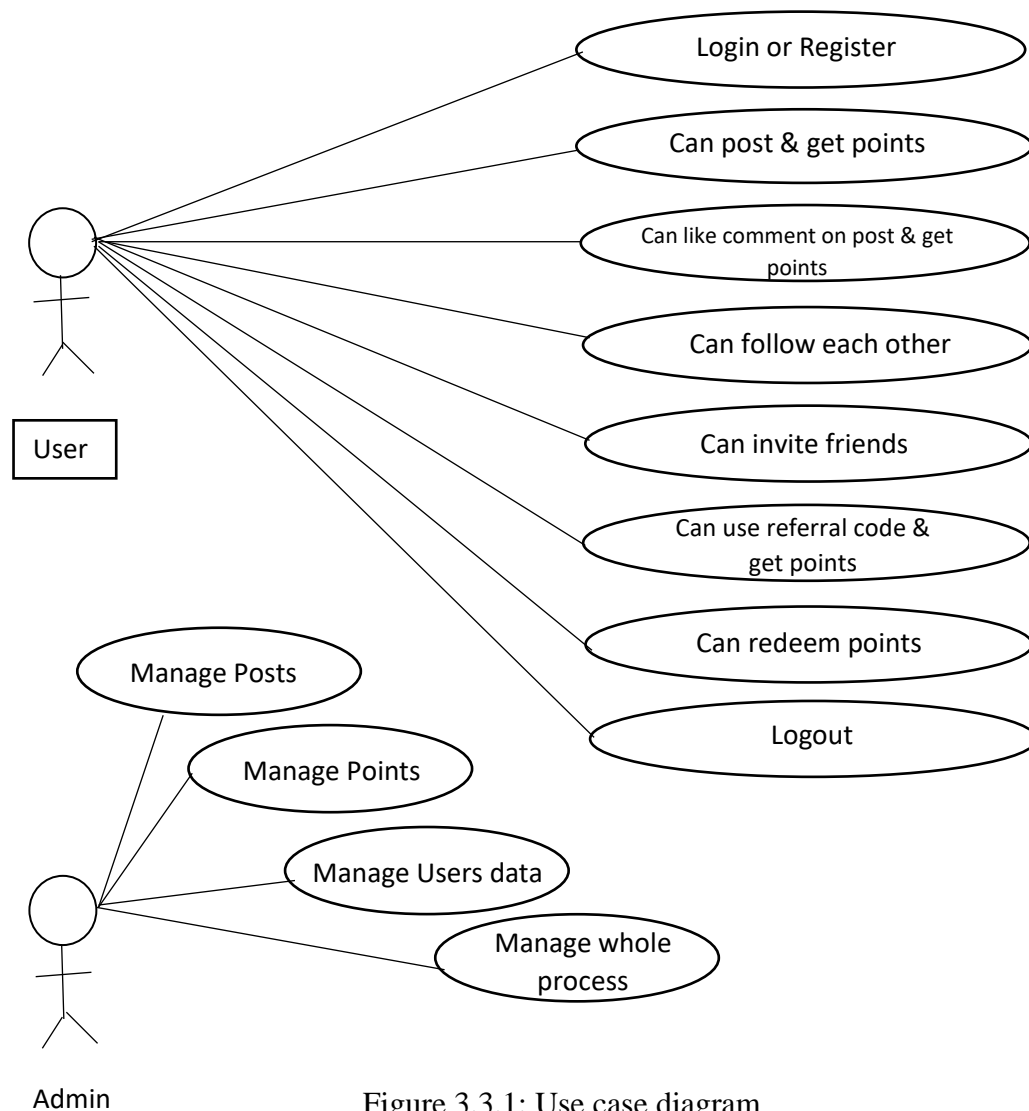 Login or Register
Can post & get points
Can like comment on post & get
points
Can follow each other
User
Can invite friends
Can use referral code &
get points
Can redeem points
Manage Posts
Logout
Manage Points
Manage Users data
Manage whole
process
Admin
Figure 3.3.1: Use case diagram